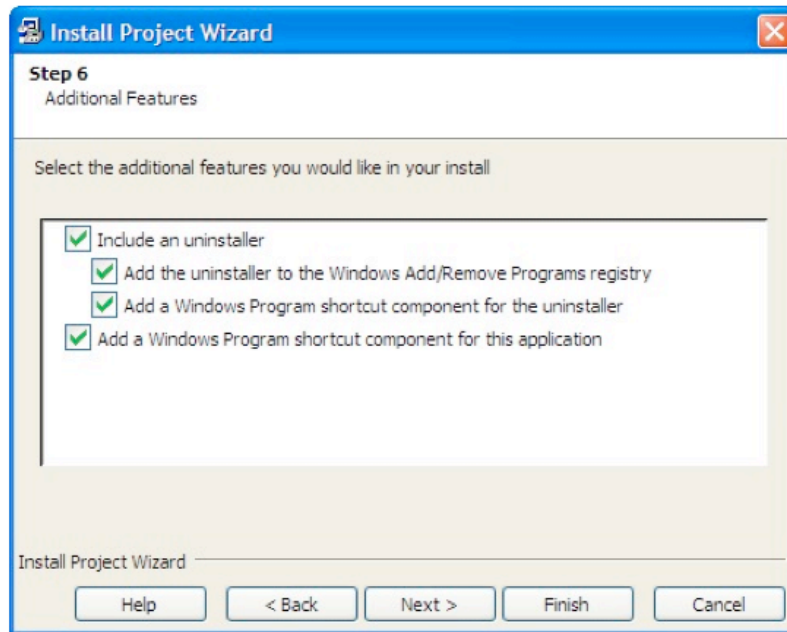 Install Project Wizard
Step 6
Additional Features
Select the additional features you would like in your install
Include an uninstaller
Add the uninstaller to the Windows Add/Remove Programs registry
Add a Windows Program shortcut component for the uninstaller
Add a Windows Program shortcut component for this application
Install Project Wizard
Help < Back Next > Finish Cancel